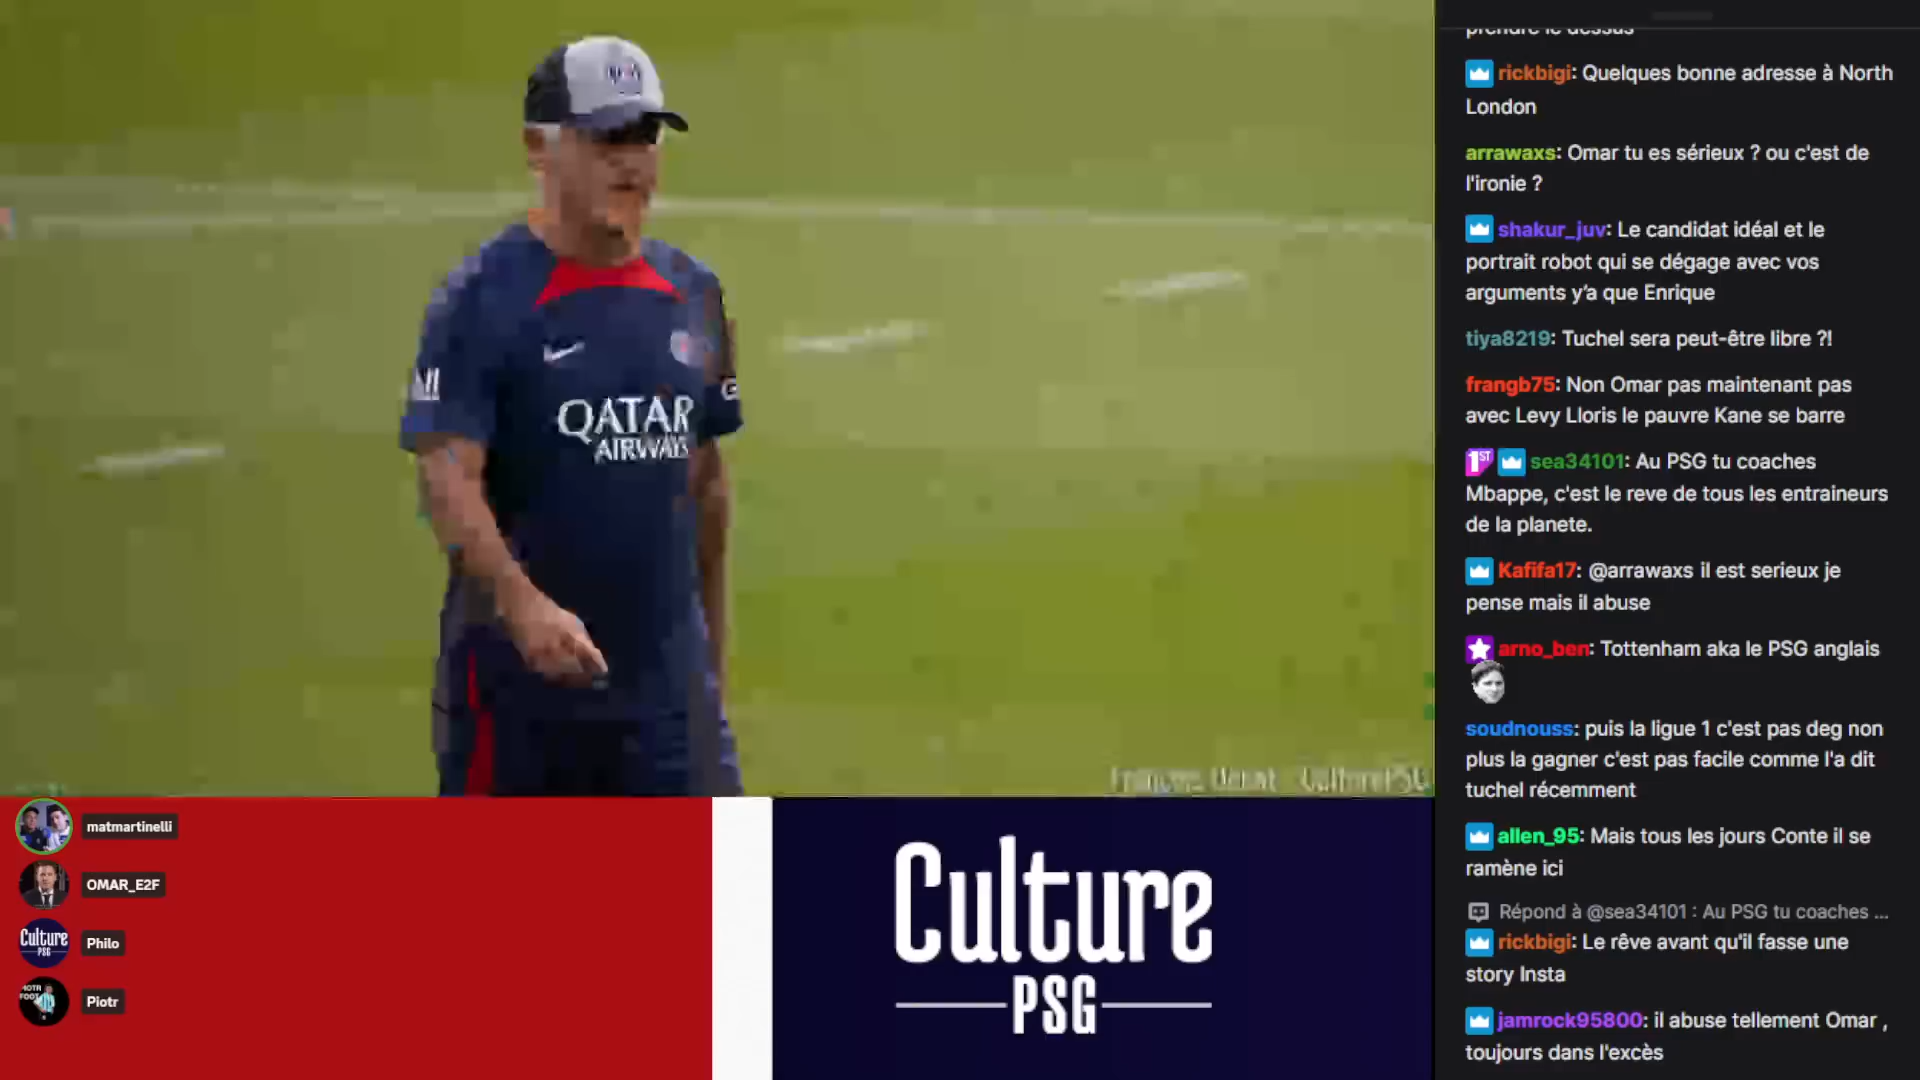 QATAR
AIRWAYS
matmartinelli
OMAR_E2F
Culture
PSG
Philo
Piotr
Culture
PSG
prendre le dessus
rickbigi: Quelques bonne adresse à North
London
arrawaxs: Omar tu es sérieux ? ou c'est de
l'ironie ?
shakur_juv: Le candidat idéal et le
portrait robot qui se dégage avec vos
arguments y'a que Enrique
tiya8219: Tuchel sera peut-être libre ?!
frangb75: Non Omar pas maintenant pas
avec Levy Lloris le pauvre Kane se barre
1ST sea34101: Au PSG tu coaches
Mbappe, c'est le reve de tous les entraineurs
de la planete.
Kafifa17: @arrawaxs il est serieux je
pense mais il abuse
arno_ben: Tottenham aka le PSG anglais
soudnouss: puis la ligue 1 c'est pas deg non
plus la gagner c'est pas facile comme l'a dit
tuchel récemment
allen_95: Mais tous les jours Conte il se
ramène ici
Répond à @sea34101 : Au PSG tu coaches ...
rickbigi: Le rêve avant qu'il fasse une
story Insta
jamrock95800: il abuse tellement Omar ,
toujours dans l'excès